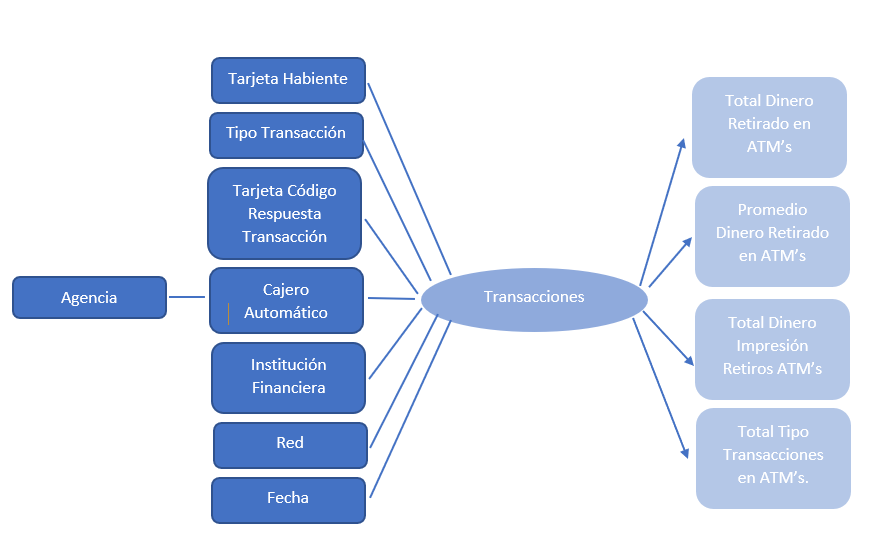 Tarjeta Habiente
Tipo Transacción
Tarjeta Código
Respuesta
Transacción
Agencia
Cajero
Automático
Institución
Financiera
Red
Fecha
Transacciones
Total Dinero
Retirado en
ATM’s
Promedio
Dinero Retirado
en ATM’s
Total Dinero
Impresión
Retiros ATM’s
Total Tipo
Transacciones
en ATM’s.